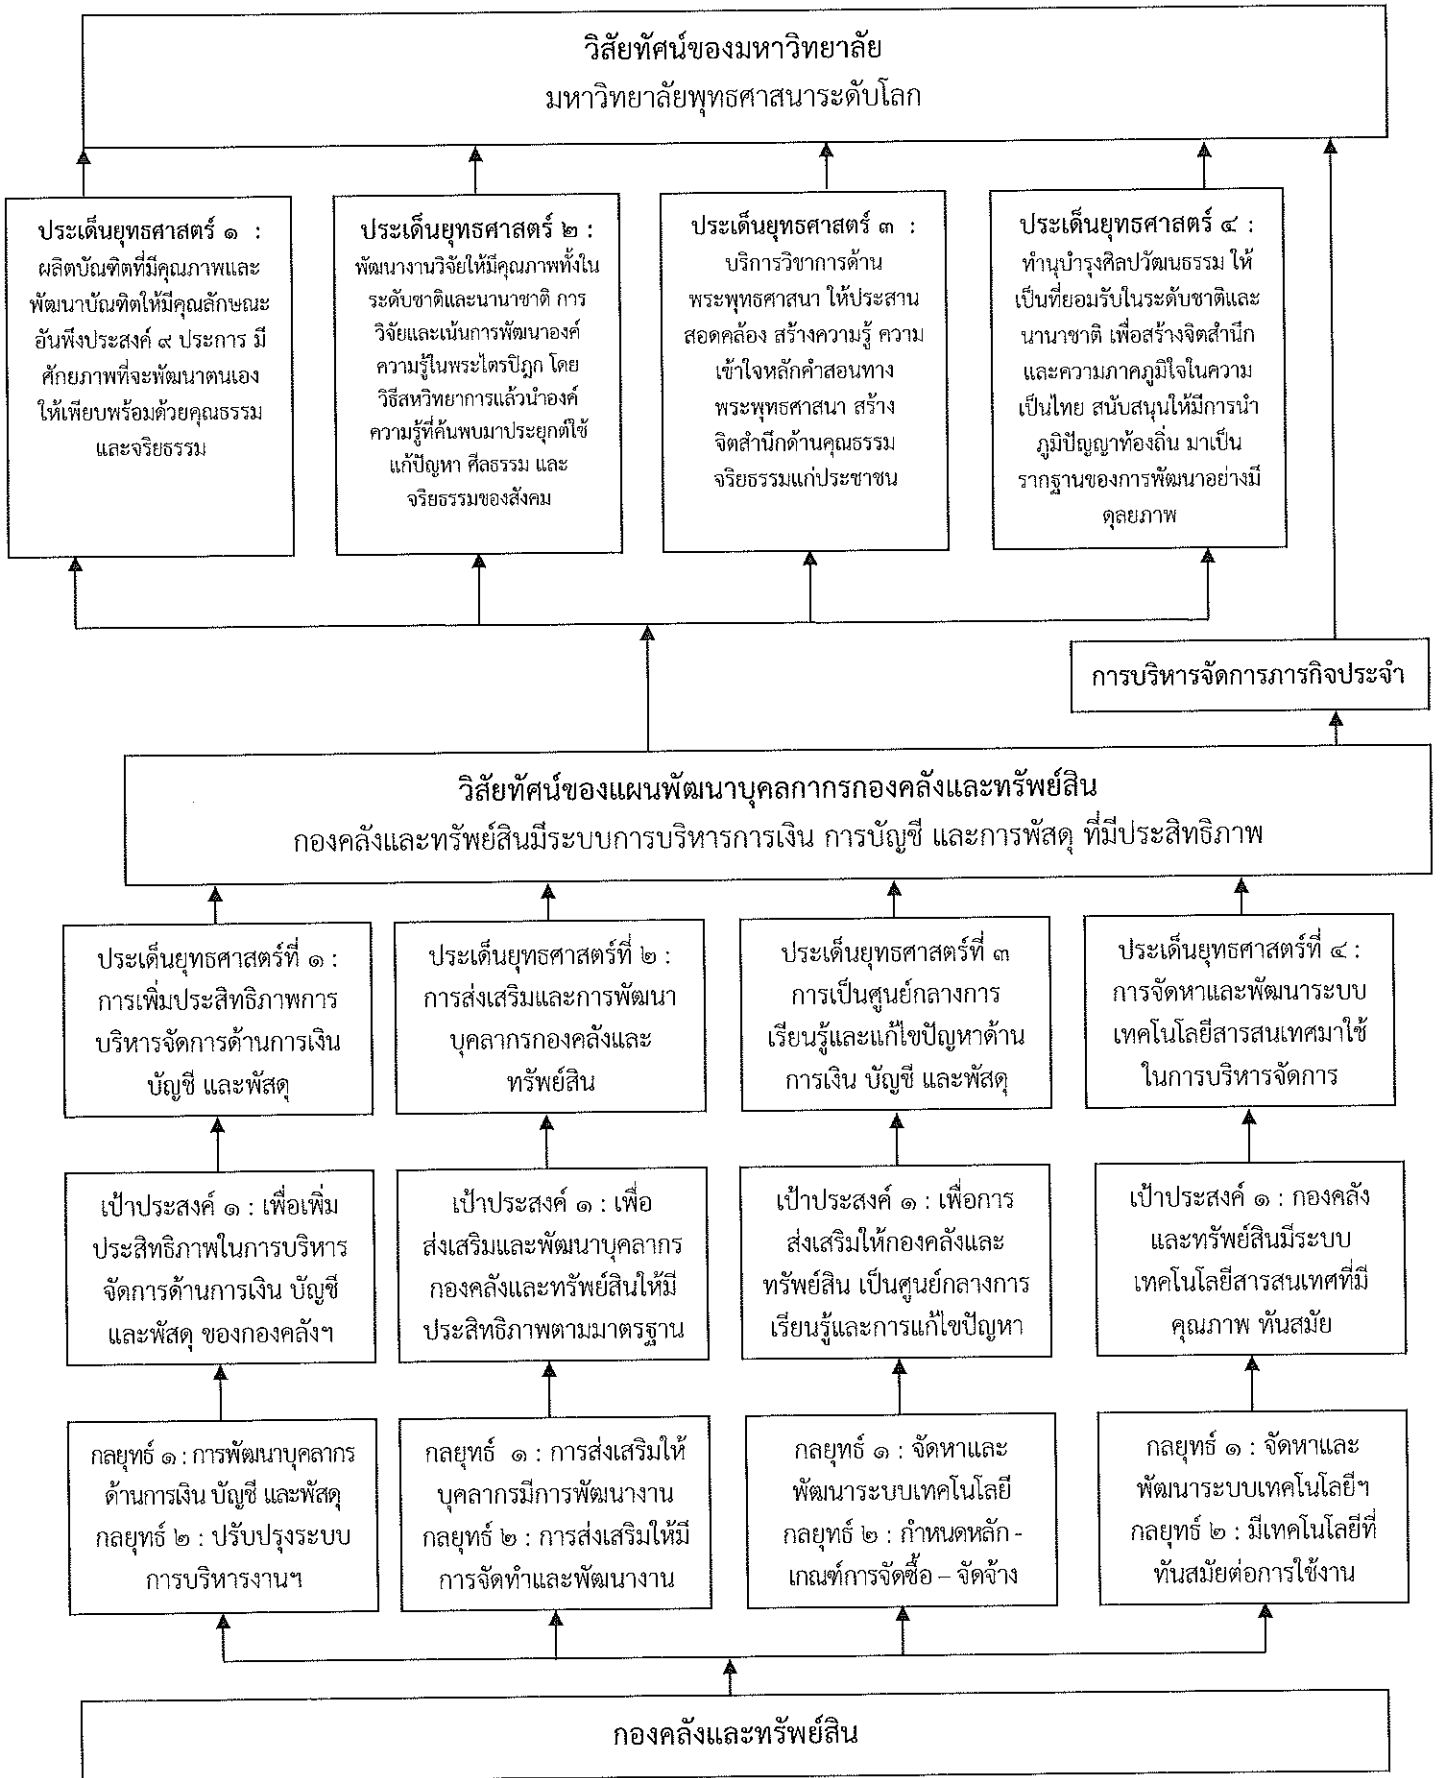 วิสัยทัศน์ของมหาวิทยาลัย
มหาวิทยาลัยพุทธศาสนาระดับโลก
ประเด็นยุทธศาสตร์ ๑ :
ผลิตบัณฑิตที่มีคุณภาพและ
พัฒนาบัณฑิตให้มีคุณลักษณะ
อันพึงประสงค์ ๙ ประการ มี
ศักยภาพที่จะพัฒนาตนเอง
ให้เพียบพร้อมด้วยคุณธรรม
และจริยธรรม
ประเด็นยุทธศาสตร์ ๒ :
พัฒนางานวิจัยให้มีคุณภาพทั้งใน
ระดับชาติและนานาชาติ การ
วิจัยและเน้นการพัฒนาองค์
ความรู้ในพระไตรปิฎก โดย
วิธีสหวิทยาการแล้วนำองค์
ความรู้ที่ค้นพบมาประยุกต์ใช้
แก้ปัญหา ศีลธรรม และ
จริยธรรมของสังคม
ประเด็นยุทธศาสตร์ ๓ :
บริการวิชาการด้าน
พระพุทธศาสนา ให้ประสาน
สอดคล้อง สร้างความรู้ ความ
เข้าใจหลักคำสอนทาง
พระพุทธศาสนา สร้าง
จิตสำนึกด้านคุณธรรม
จริยธรรมแก่ประชาชน
ประเด็นยุทธศาสตร์ ๔ :
ทำนุบำรุงศิลปวัฒนธรรม ให้
เป็นที่ยอมรับในระดับชาติและ
นานาชาติ เพื่อสร้างจิตสำนึก
และความภาคภูมิใจในความ
เป็นไทย สนับสนุนให้มีการนำ
ภูมิปัญญาท้องถิ่น มาเป็น
รากฐานของการพัฒนาอย่างมี
ดุลยภาพ
การบริหารจัดการภารกิจประจำ
วิสัยทัศน์ของแผนพัฒนาบุคลกาากรกองคลังและทรัพย์สิน
กองคลังและทรัพย์สินมีระบบการบริหารการเงิน การบัญชี และการพัสดุ ที่มีประสิทธิภาพ
ประเด็นยุทธศาสตร์ที่ ๑ :
การเพิ่มประสิทธิภาพการ
บริหารจัดการด้านการเงิน
บัญชี และพัสดุ
ประเด็นยุทธศาสตร์ที่ ๒ :
การส่งเสริมและการพัฒนา
บุคลากรกองคลังและ
ทรัพย์สิน
ประเด็นยุทธศาสตร์ที่ ๓
การเป็นศูนย์กลางการ
เรียนรู้และแก้ไขปัญหาด้าน
การเงิน บัญชี และพัสดุ
ประเด็นยุทธศาสตร์ที่ ๔ :
การจัดหาและพัฒนาระบบ
เทคโนโลยีสารสนเทศมาใช้
ในการบริหารจัดการ
เป้าประสงค์ ๑ : เพื่อเพิ่ม
ประสิทธิภาพในการบริหาร
จัดการด้านการเงิน บัญชี
และพัสดุ ของกองคลังฯ
เป้าประสงค์ ๑ : เพื่อ
ส่งเสริมและพัฒนาบุคลากร
กองคลังและทรัพย์สินให้มี
ประสิทธิภาพตามมาตรฐาน
เป้าประสงค์ ๑ : เพื่อการ
ส่งเสริมให้กองคลังและ
ทรัพย์สิน เป็นศูนย์กลางการ
เรียนรู้และการแก้ไขปัญหา
เป้าประสงค์ ๑ : กองคลัง
และทรัพย์สินมีระบบ
เทคโนโลยีสารสนเทศที่มี
คุณภาพ ทันสมัย
กลยุทธ์ ๑ : การพัฒนาบุคลากร
ด้านการเงิน บัญชี และพัสดุ
กลยุทธ์ ๒ : ปรับปรุงระบบ
การบริหารงานฯ
กลยุทธ์ ๑ : การส่งเสริมให้
บุคลากรมีการพัฒนางาน
กลยุทธ์ ๒ : การส่งเสริมให้มี
การจัดทำและพัฒนางาน
กลยุทธ์ ๑ : จัดหาและ
พัฒนาระบบเทคโนโลยี
กลยุทธ์ ๒ : กำหนดหลัก -
เกณฑ์การจัดซื้อ – จัดจ้าง
กลยุทธ์ ๑ : จัดหาและ
พัฒนาระบบเทคโนโลยีฯ
กลยุทธ์ ๒ : มีเทคโนโลยีที่
ทันสมัยต่อการใช้งาน
กองคลังและทรัพย์สิน